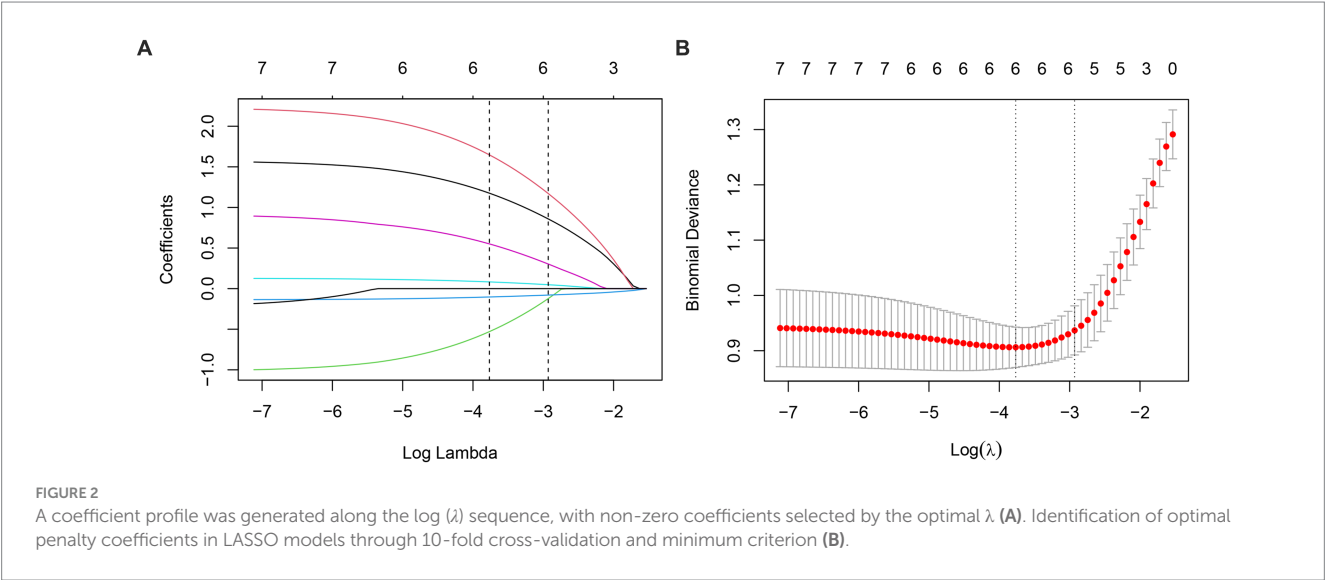 A
B
7 7 6 6 6 3
7 7 7 7 7 7 6 6 6 6 6 6 5 5 3 0
Coefficients
2.0
1.5
1.0
0.5
0.0
−1.0
−7 −6 −5 −4 −3 −2
Log Lambda
Binomial Deviance
1.3
1.2
1.1
1.0
0.9
−7 −6 −5 −4 −3 −2
Log(λ)
FIGURE 2
A coefficient profile was generated along the log (λ) sequence, with non-zero coefficients selected by the optimal λ (A). Identification of optimal
penalty coefficients in LASSO models through 10-fold cross-validation and minimum criterion (B).